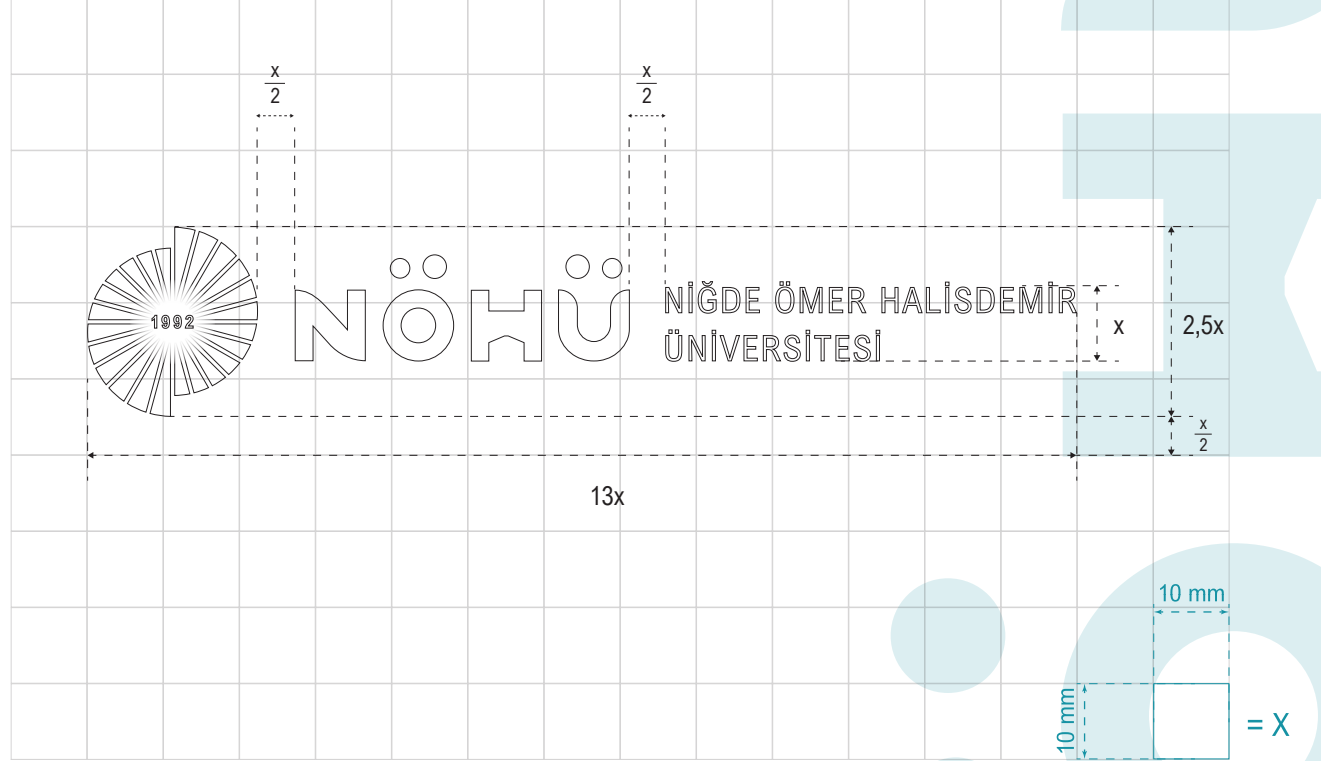 x
2
x
2
1992
NÖHÜ
NİĞDE ÖMER HALİSDEMİR
ÜNİVERSİTESİ
x
2,5x
x
2
13x
10 mm
10 mm
= X